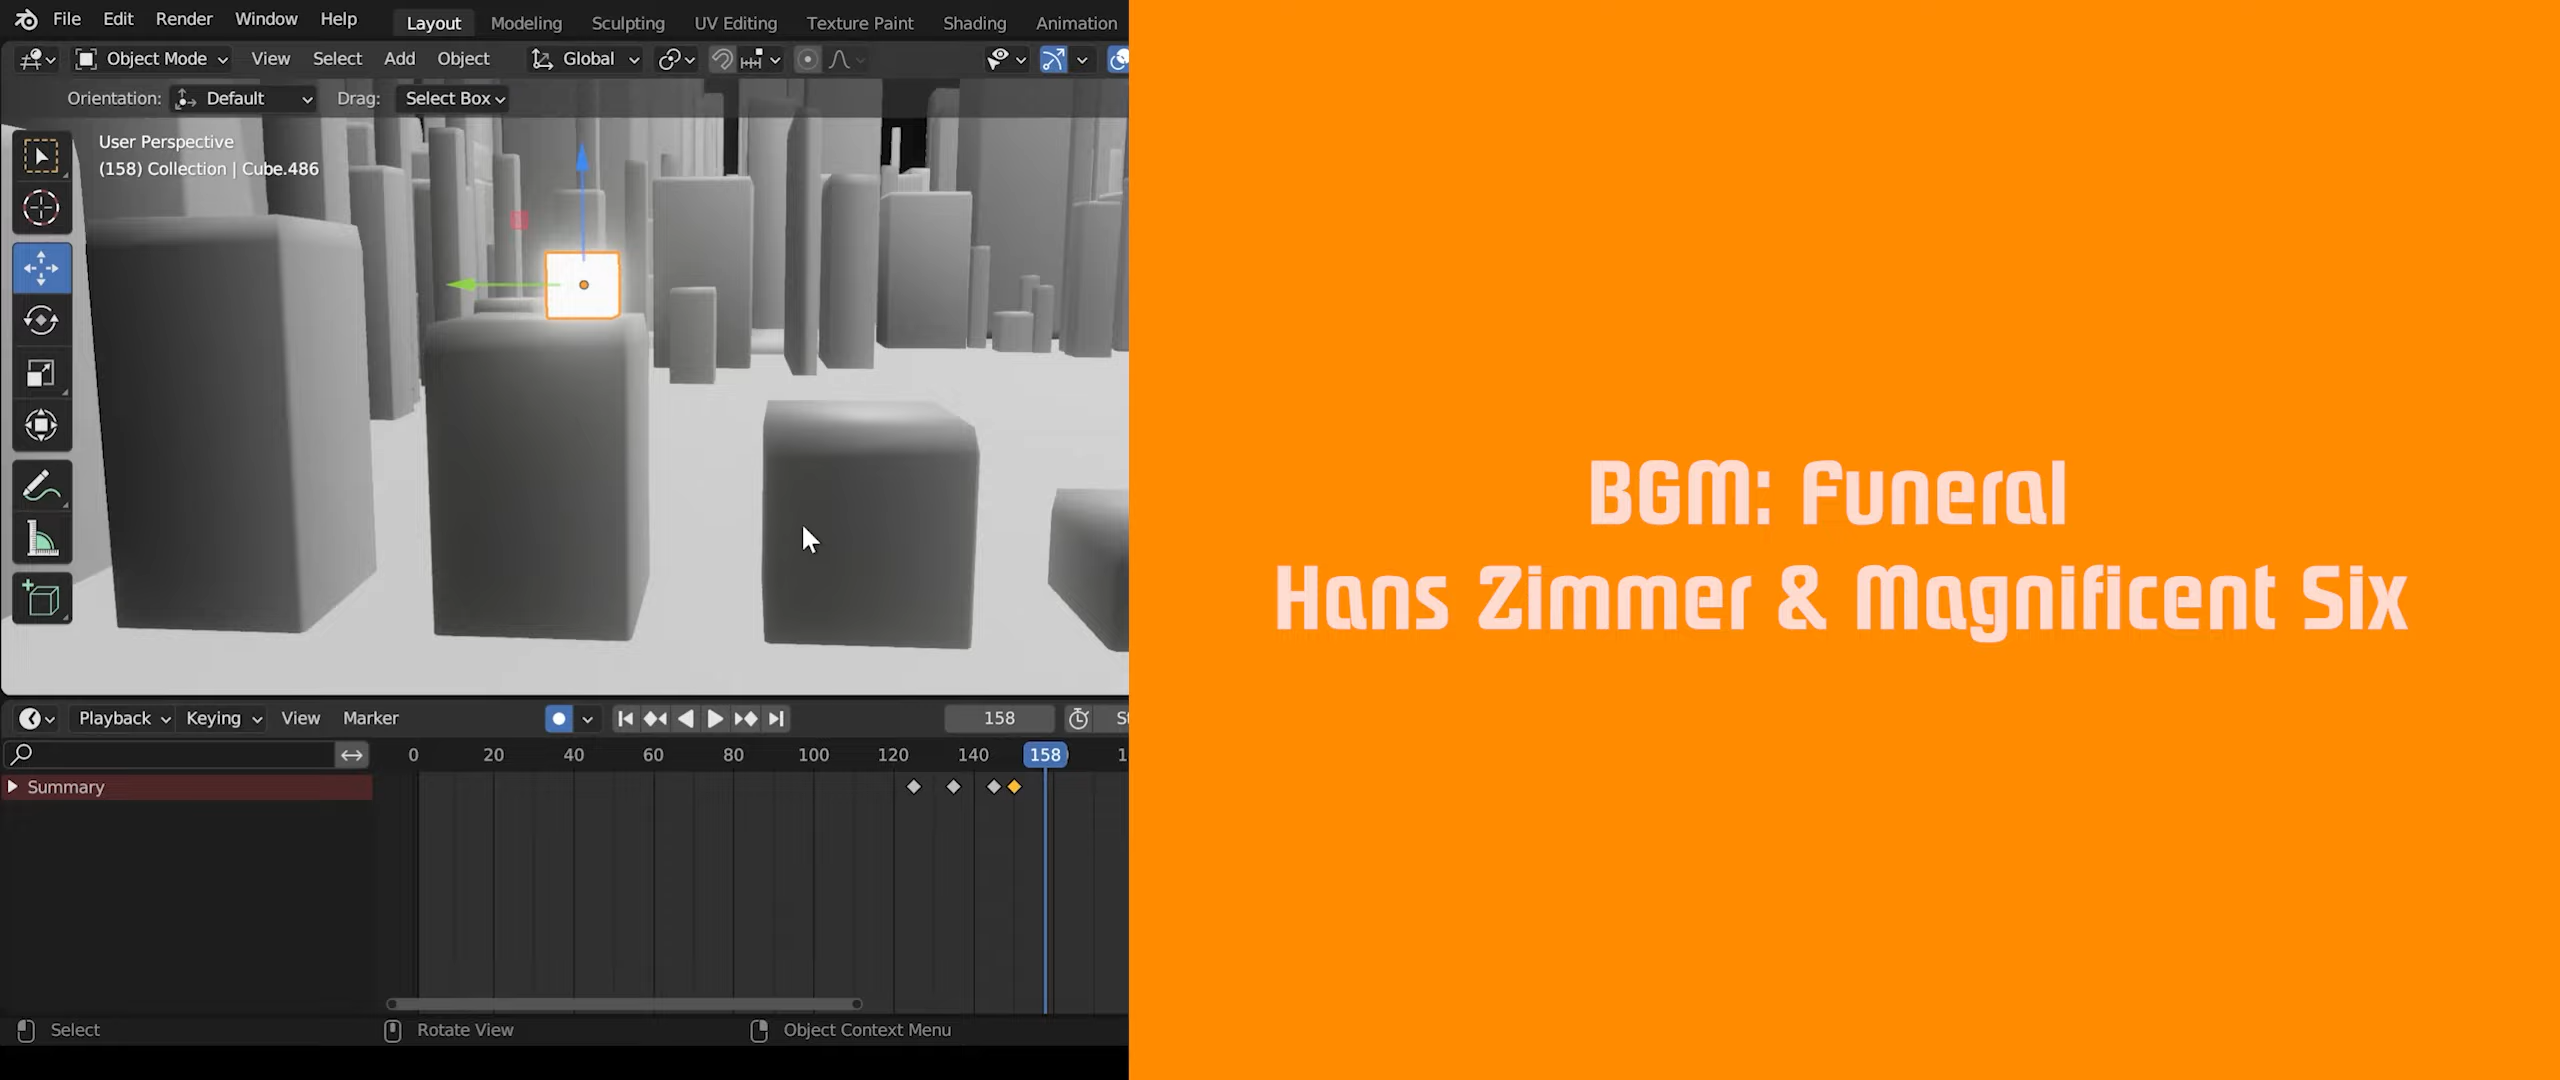 File Edit Render Window Help Layout Modeling Sculpting UV Editing Texture Paint Shading Animation
Object Mode View Select Add Object Global
Orientation: Default Drag: Select Box
User Perspective
(158) Collection | Cube.486
BGM: Funeral
Hans Zimmer & Magnificent Six
Playback Keying View Marker 158 St
0 20 40 60 80 100 120 140 158 1
Summary
Select Rotate View Object Context Menu